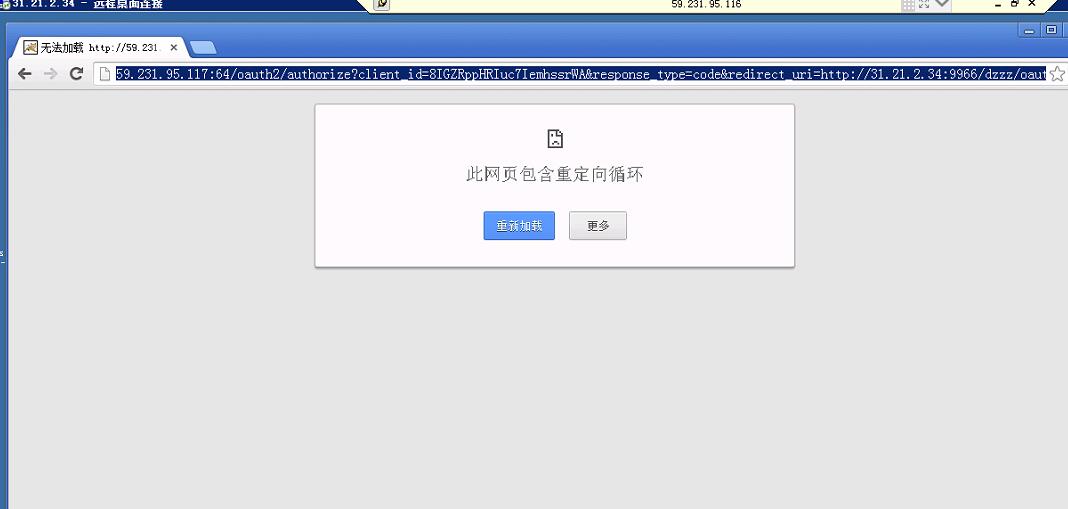 31.21.2.34 - 远程桌面连接
59.231.95.116
无法加载 http://59.231.
59.231.95.117:64/oauth2/authorize?client_id=8IGZRppHRIuc7IemhssrWA&response_type=code&redirect_uri=http://31.21.2.34:9966/dzzz/oaut
此网页包含重定向循环
重新加载
更多